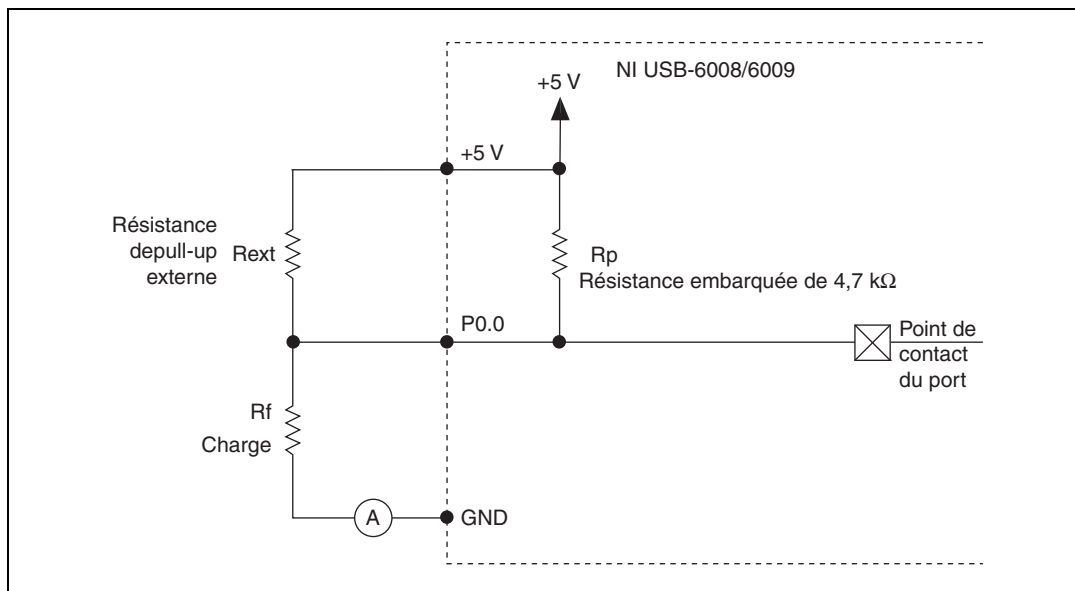 NI USB-6008/6009
+5 V
+5 V
Résistance
depull-up
externe
Rext
Rp
Résistance embarquée de 4,7 kΩ
P0.0
Point de
contact
du port
Rf
Charge
A
GND